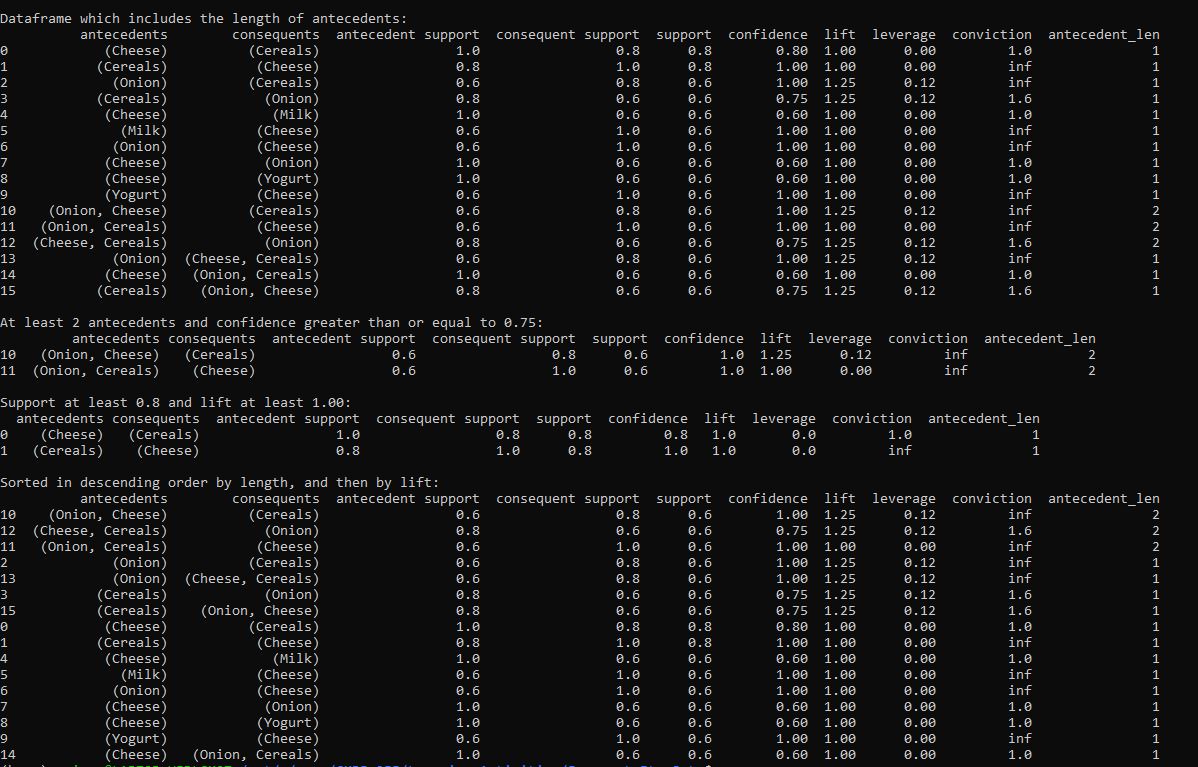 Dataframe which includes the length of antecedents:
antecedents consequents antecedent support consequent support support confidence lift leverage conviction antecedent_len
0 (Cheese) (Cereals) 1.0 0.8 0.8 0.80 1.00 0.00 1.0 1
1 (Cereals) (Cheese) 0.8 1.0 0.8 1.00 1.00 0.00 inf 1
2 (Onion) (Cereals) 0.6 0.8 0.6 1.00 1.25 0.12 inf 1
3 (Cereals) (Onion) 0.8 0.6 0.6 0.75 1.25 0.12 1.6 1
4 (Cheese) (Milk) 1.0 0.6 0.6 0.60 1.00 0.00 1.0 1
5 (Milk) (Cheese) 0.6 1.0 0.6 1.00 1.00 0.00 inf 1
6 (Onion) (Cheese) 0.6 1.0 0.6 1.00 1.00 0.00 inf 1
7 (Cheese) (Onion) 1.0 0.6 0.6 0.60 1.00 0.00 1.0 1
8 (Cheese) (Yogurt) 1.0 0.6 0.6 0.60 1.00 0.00 1.0 1
9 (Yogurt) (Cheese) 0.6 1.0 0.6 1.00 1.00 0.00 inf 1
10 (Onion, Cheese) (Cereals) 0.6 0.8 0.6 1.00 1.25 0.12 inf 2
11 (Onion, Cereals) (Cheese) 0.6 1.0 0.6 1.00 1.00 0.00 inf 2
12 (Cheese, Cereals) (Onion) 0.8 0.6 0.6 0.75 1.25 0.12 1.6 2
13 (Onion) (Cheese, Cereals) 0.6 0.8 0.6 1.00 1.25 0.12 inf 1
14 (Cheese) (Onion, Cereals) 1.0 0.6 0.6 0.60 1.00 0.00 1.0 1
15 (Cereals) (Onion, Cheese) 0.8 0.6 0.6 0.75 1.25 0.12 1.6 1
At least 2 antecedents and confidence greater than or equal to 0.75:
antecedents consequents antecedent support consequent support support confidence lift leverage conviction antecedent_len
10 (Onion, Cheese) (Cereals) 0.6 0.8 0.6 1.0 1.25 0.12 inf 2
11 (Onion, Cereals) (Cheese) 0.6 1.0 0.6 1.0 1.00 0.00 inf 2
Support at least 0.8 and lift at least 1.00:
antecedents consequents antecedent support consequent support support confidence lift leverage conviction antecedent_len
0 (Cheese) (Cereals) 1.0 0.8 0.8 0.8 1.0 0.0 1.0 1
1 (Cereals) (Cheese) 0.8 1.0 0.8 1.0 1.0 0.0 inf 1
Sorted in descending order by length, and then by lift:
antecedents consequents antecedent support consequent support support confidence lift leverage conviction antecedent_len
10 (Onion, Cheese) (Cereals) 0.6 0.8 0.6 1.00 1.25 0.12 inf 2
12 (Cheese, Cereals) (Onion) 0.8 0.6 0.6 0.75 1.25 0.12 1.6 2
11 (Onion, Cereals) (Cheese) 0.6 1.0 0.6 1.00 1.00 0.00 inf 2
2 (Onion) (Cereals) 0.6 0.8 0.6 1.00 1.25 0.12 inf 1
13 (Onion) (Cheese, Cereals) 0.6 0.8 0.6 1.00 1.25 0.12 inf 1
3 (Cereals) (Onion) 0.8 0.6 0.6 0.75 1.25 0.12 1.6 1
15 (Cereals) (Onion, Cheese) 0.8 0.6 0.6 0.75 1.25 0.12 1.6 1
0 (Cheese) (Cereals) 1.0 0.8 0.8 0.80 1.00 0.00 1.0 1
1 (Cereals) (Cheese) 0.8 1.0 0.8 1.00 1.00 0.00 inf 1
4 (Cheese) (Milk) 1.0 0.6 0.6 0.60 1.00 0.00 1.0 1
5 (Milk) (Cheese) 0.6 1.0 0.6 1.00 1.00 0.00 inf 1
6 (Onion) (Cheese) 0.6 1.0 0.6 1.00 1.00 0.00 inf 1
7 (Cheese) (Onion) 1.0 0.6 0.6 0.60 1.00 0.00 1.0 1
8 (Cheese) (Yogurt) 1.0 0.6 0.6 0.60 1.00 0.00 1.0 1
9 (Yogurt) (Cheese) 0.6 1.0 0.6 1.00 1.00 0.00 inf 1
14 (Cheese) (Onion, Cereals) 1.0 0.6 0.6 0.60 1.00 0.00 1.0 1